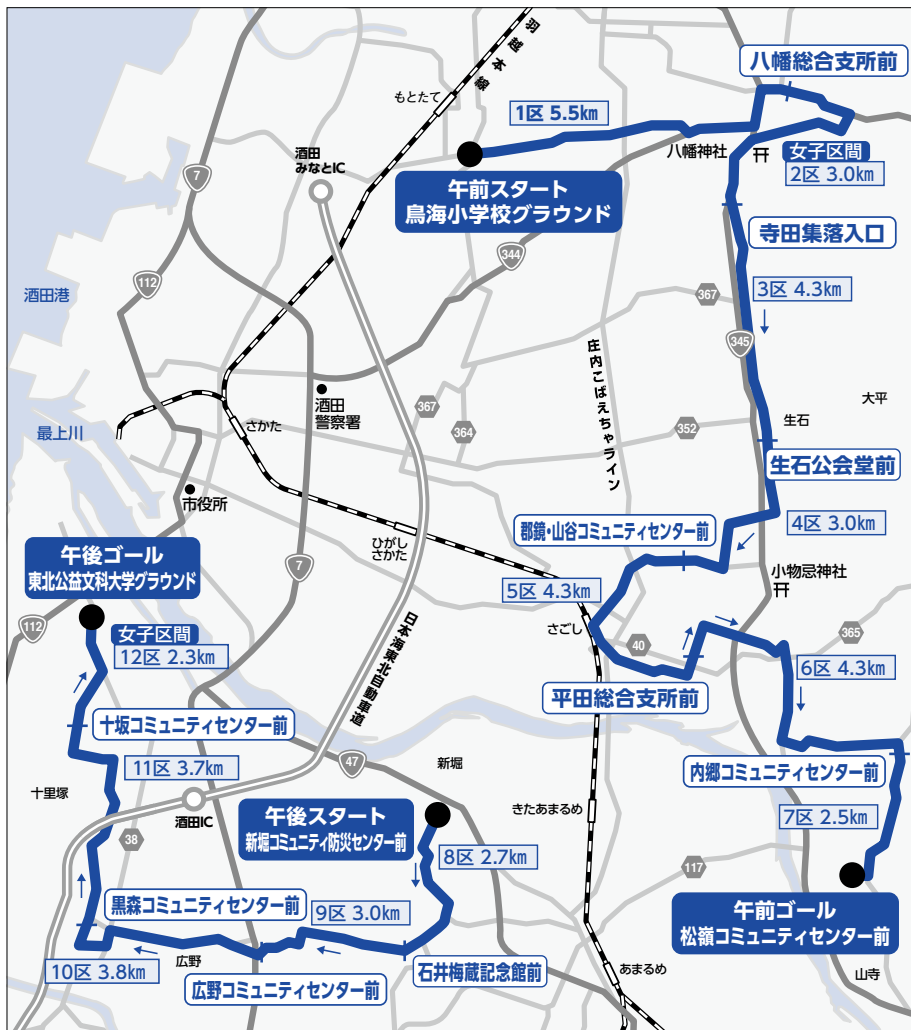 羽越本線
もとたて
八幡総合支所前
1区 5.5km
八幡神社
女子区間
2区 3.0km
酒田
みなとIC
7
午前スタート
鳥海小学校グラウンド
寺田集落入口
344
112
酒田港
3区 4.3km
367
345
庄内こばえちゃライン
大平
酒田
警察署
367
364
352
生石
さかた
最上川
生石公会堂前
市役所
4区 3.0km
郡鏡・山谷コミュニティセンター前
ひがし
さかた
午後ゴール
東北公益文科大学グラウンド
7
小物忌神社
5区 4.3km
さごし
日本海東北自動車道
112
女子区間
12区 2.3km
40
365
6区 4.3km
平田総合支所前
十坂コミュニティセンター前
47
新堀
内郷コミュニティセンター前
11区 3.7km
十里塚
酒田IC
午後スタート
新堀コミュニティ防災センター前
きたあまるめ
7区 2.5km
38
8区 2.7km
117
黒森コミュニティセンター前
9区 3.0km
午前ゴール
松嶺コミュニティセンター前
10区 3.8km
広野
広野コミュニティセンター前
石井梅蔵記念館前
あまるめ
山寺